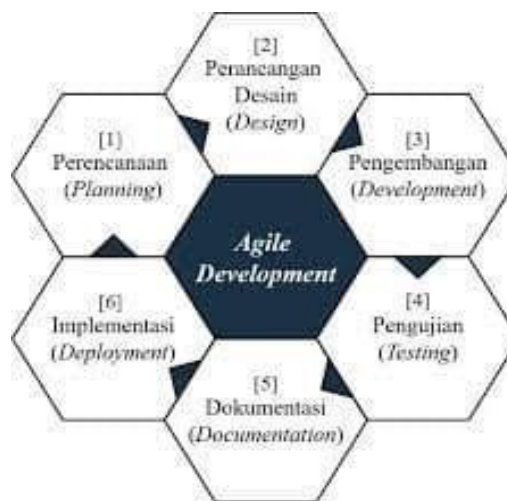 [1]
Perencanaan
(Planning)
[2]
Perancangan
Desain
(Design)
[3]
Pengembangan
(Development)
[4]
Pengujian
(Testing)
[5]
Dokumentasi
(Documentation)
[6]
Implementasi
(Deployment)
Agile
Development